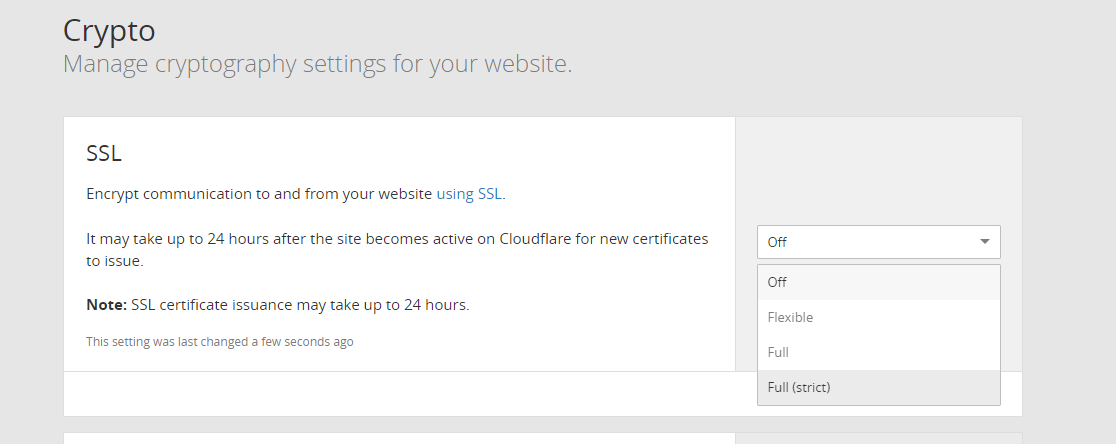 Crypto
Manage cryptography settings for your website.
SSL
Encrypt communication to and from your website using SSL.
It may take up to 24 hours after the site becomes active on Cloudflare for new certificates
to issue.
Note: SSL certificate issuance may take up to 24 hours.
This setting was last changed a few seconds ago
Off
Off
Flexible
Full
Full (strict)